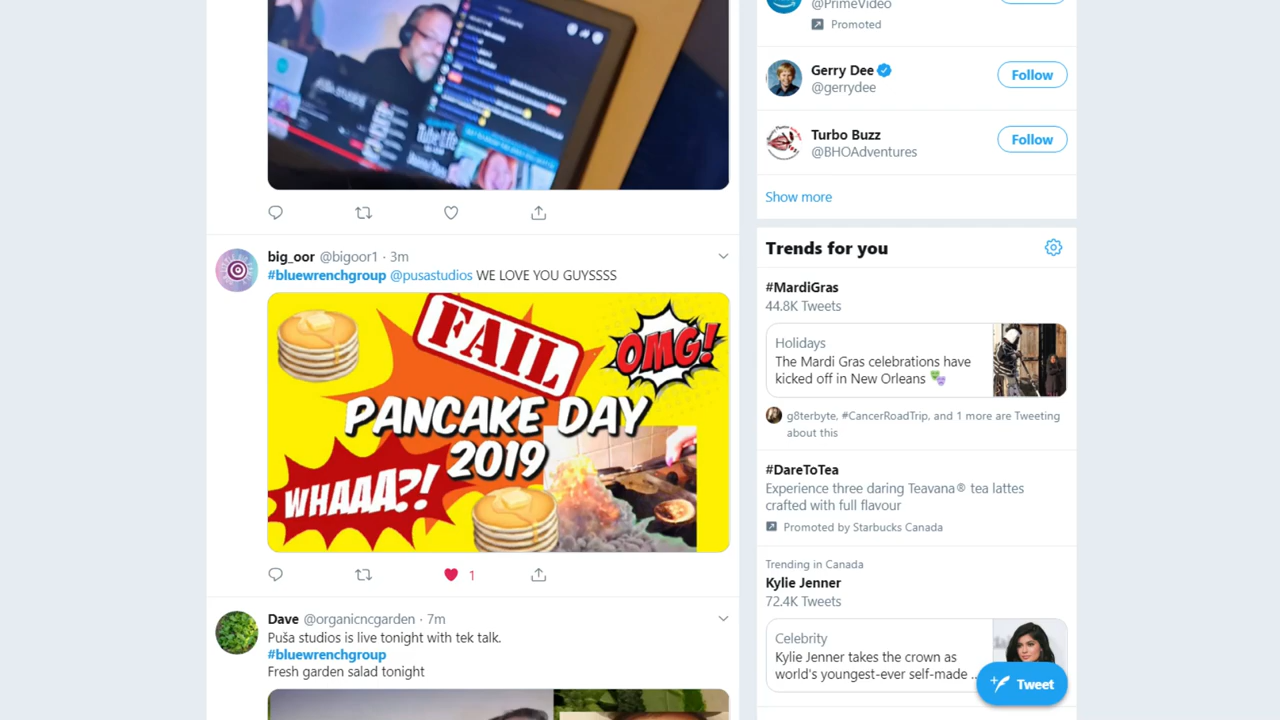 @PrimeVideo
Promoted
Gerry Dee
@gerrydee
Follow
Turbo Buzz
@BHOAdventures
Follow
Show more
big_oor @bigoor1 · 3m
#bluewrenchgroup @pusastudios WE LOVE YOU GUYSSSS
FAIL
OMG!
PANCAKE DAY
2019
WHAAA?!
1
Dave @organicncgarden · 7m
Puša studios is live tonight with tek talk.
#bluewrenchgroup
Fresh garden salad tonight
Trends for you
#MardiGras
44.8K Tweets
Holidays
The Mardi Gras celebrations have
kicked off in New Orleans
g8terbyte, #CancerRoadTrip, and 1 more are Tweeting
about this
#DareToTea
Experience three daring Teavana® tea lattes
crafted with full flavour
Promoted by Starbucks Canada
Trending in Canada
Kylie Jenner
72.4K Tweets
Celebrity
Kylie Jenner takes the crown as
world's youngest-ever self-made ...
Tweet